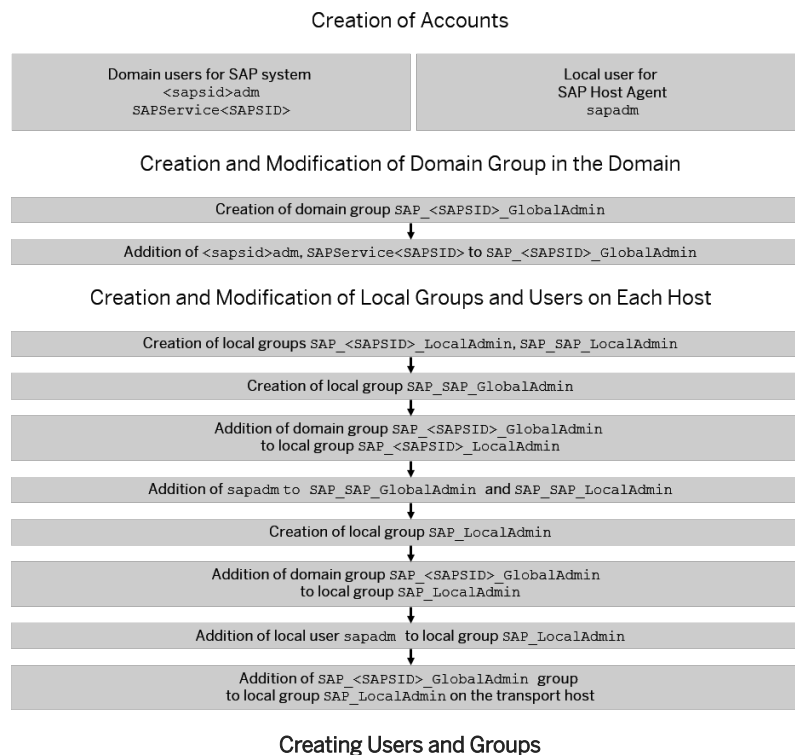 Creation of Accounts
Domain users for SAP system
<sapsid>adm
SAPService<SAPSID>
Local user for
SAP Host Agent
sapadm
Creation and Modification of Domain Group in the Domain
Creation of domain group SAP_<SAPSID>_GlobalAdmin
Addition of <sapsid>adm, SAPService<SAPSID> to SAP_<SAPSID>_GlobalAdmin
Creation and Modification of Local Groups and Users on Each Host
Creation of local groups SAP_<SAPSID>_LocalAdmin, SAP_SAP_LocalAdmin
Creation of local group SAP_SAP_GlobalAdmin
Addition of domain group SAP_<SAPSID>_GlobalAdmin
to local group SAP_<SAPSID>_LocalAdmin
Addition of sapadm to SAP_SAP_GlobalAdmin and SAP_SAP_LocalAdmin
Creation of local group SAP_LocalAdmin
Addition of domain group SAP_<SAPSID>_GlobalAdmin
to local group SAP_LocalAdmin
Addition of local user sapadm to local group SAP_LocalAdmin
Addition of SAP_<SAPSID>_GlobalAdmin group
to local group SAP_LocalAdmin on the transport host
Creating Users and Groups